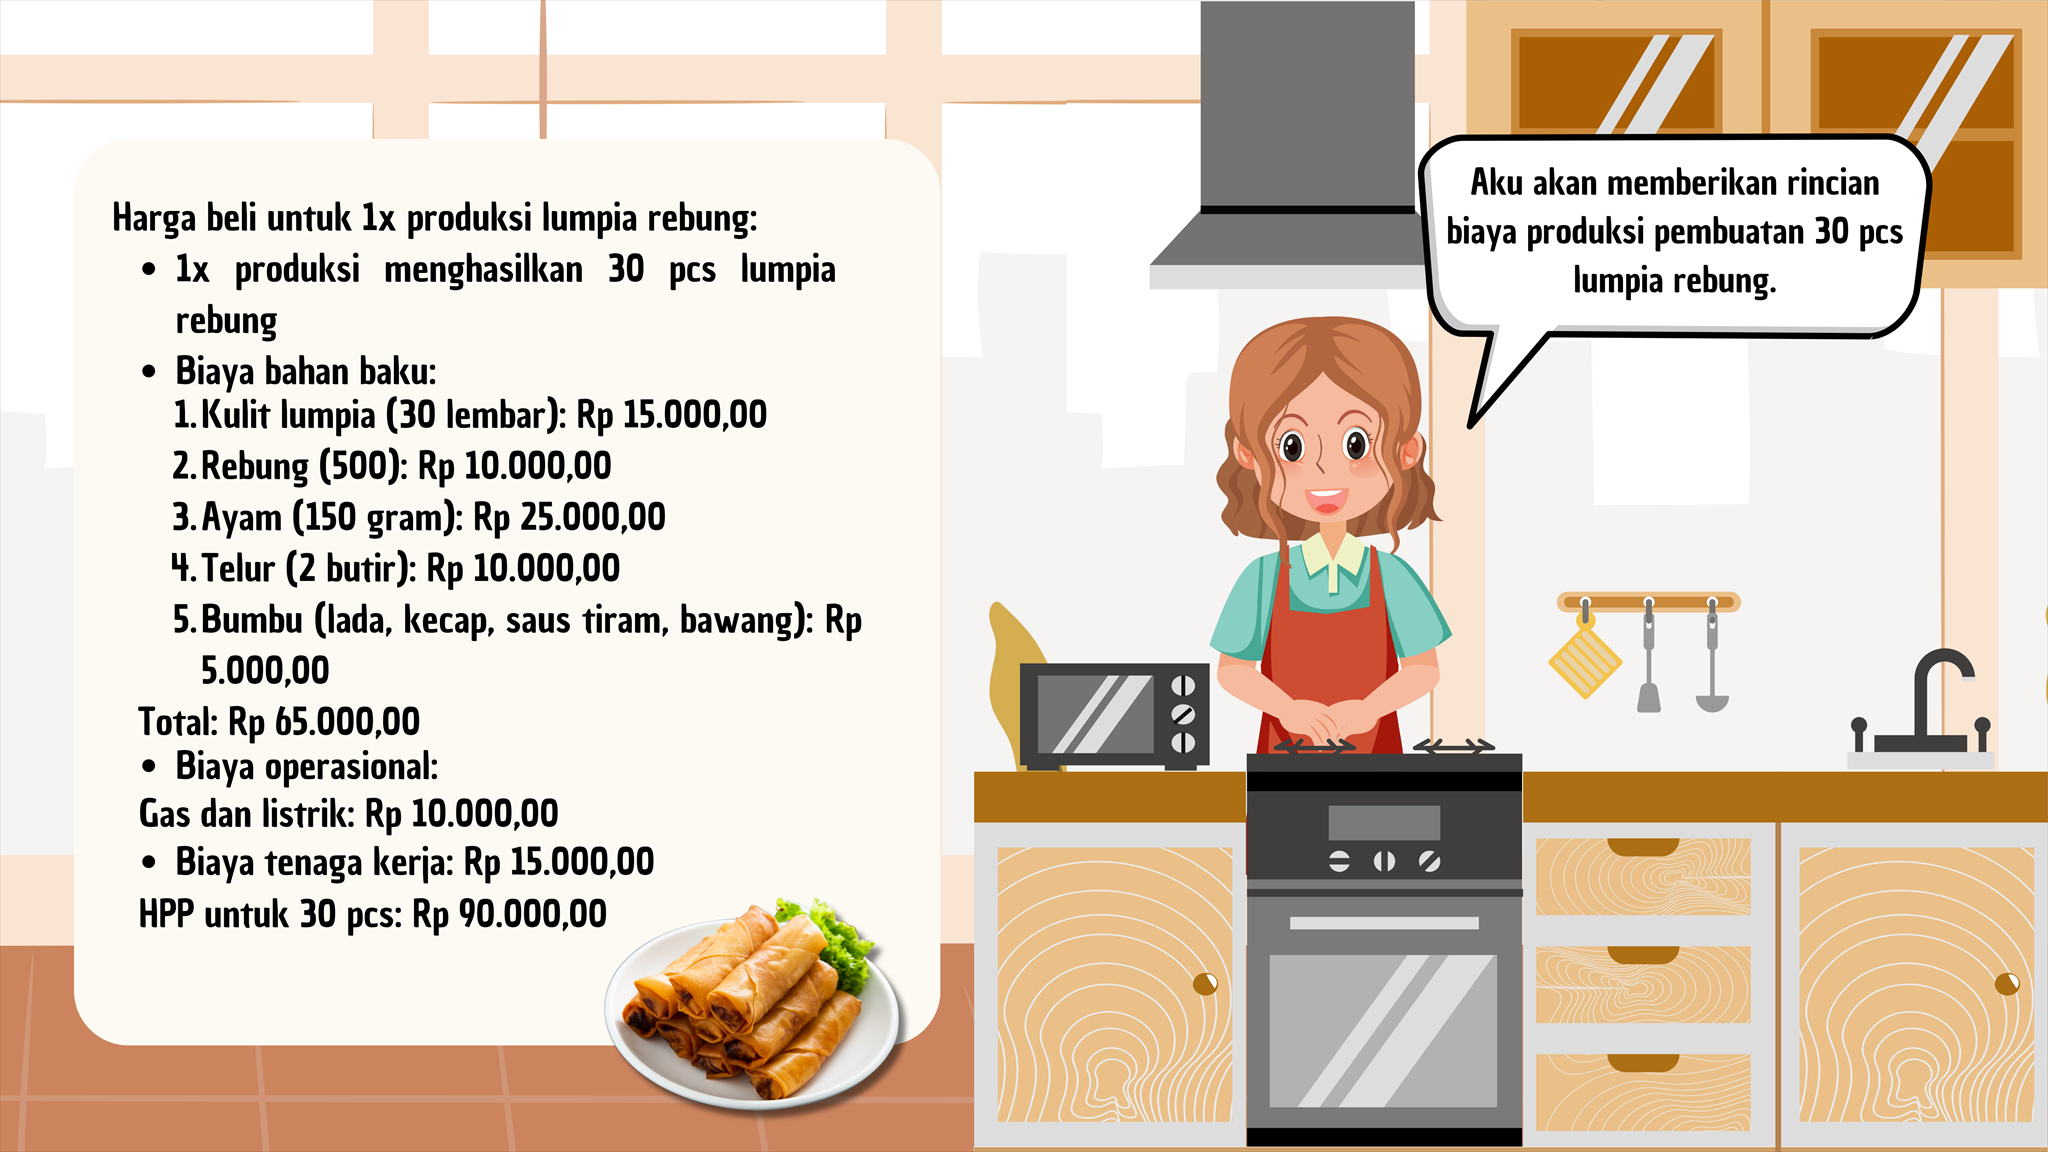 Harga beli untuk 1x produksi lumpia rebung:
• 1x produksi menghasilkan 30 pcs lumpia
rebung
• Biaya bahan baku:
1. Kulit lumpia (30 lembar): Rp 15.000,00
2. Rebung (500): Rp 10.000,00
3. Ayam (150 gram): Rp 25.000,00
4. Telur (2 butir): Rp 10.000,00
5. Bumbu (lada, kecap, saus tiram, bawang): Rp
5.000,00
Total: Rp 65.000,00
• Biaya operasional:
Gas dan listrik: Rp 10.000,00
• Biaya tenaga kerja: Rp 15.000,00
HPP untuk 30 pcs: Rp 90.000,00
Aku akan memberikan rincian
biaya produksi pembuatan 30 pcs
lumpia rebung.